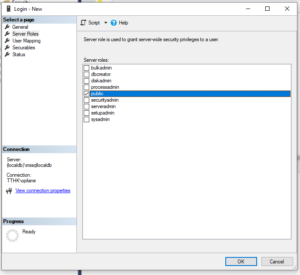 Login - New
Select a page
General
Server Roles
User Mapping
Securables
Status
Script
Help
Server role is used to grant server-wide security privileges to a user.
Server roles:
bulkadmin
dbcreator
diskadmin
processadmin
public
securityadmin
serveradmin
setupadmin
sysadmin
Connection
Server:
(localdb)\mssqllocaldb
Connection:
TTHK\opilane
View connection properties
Progress
Ready
OK
Cancel